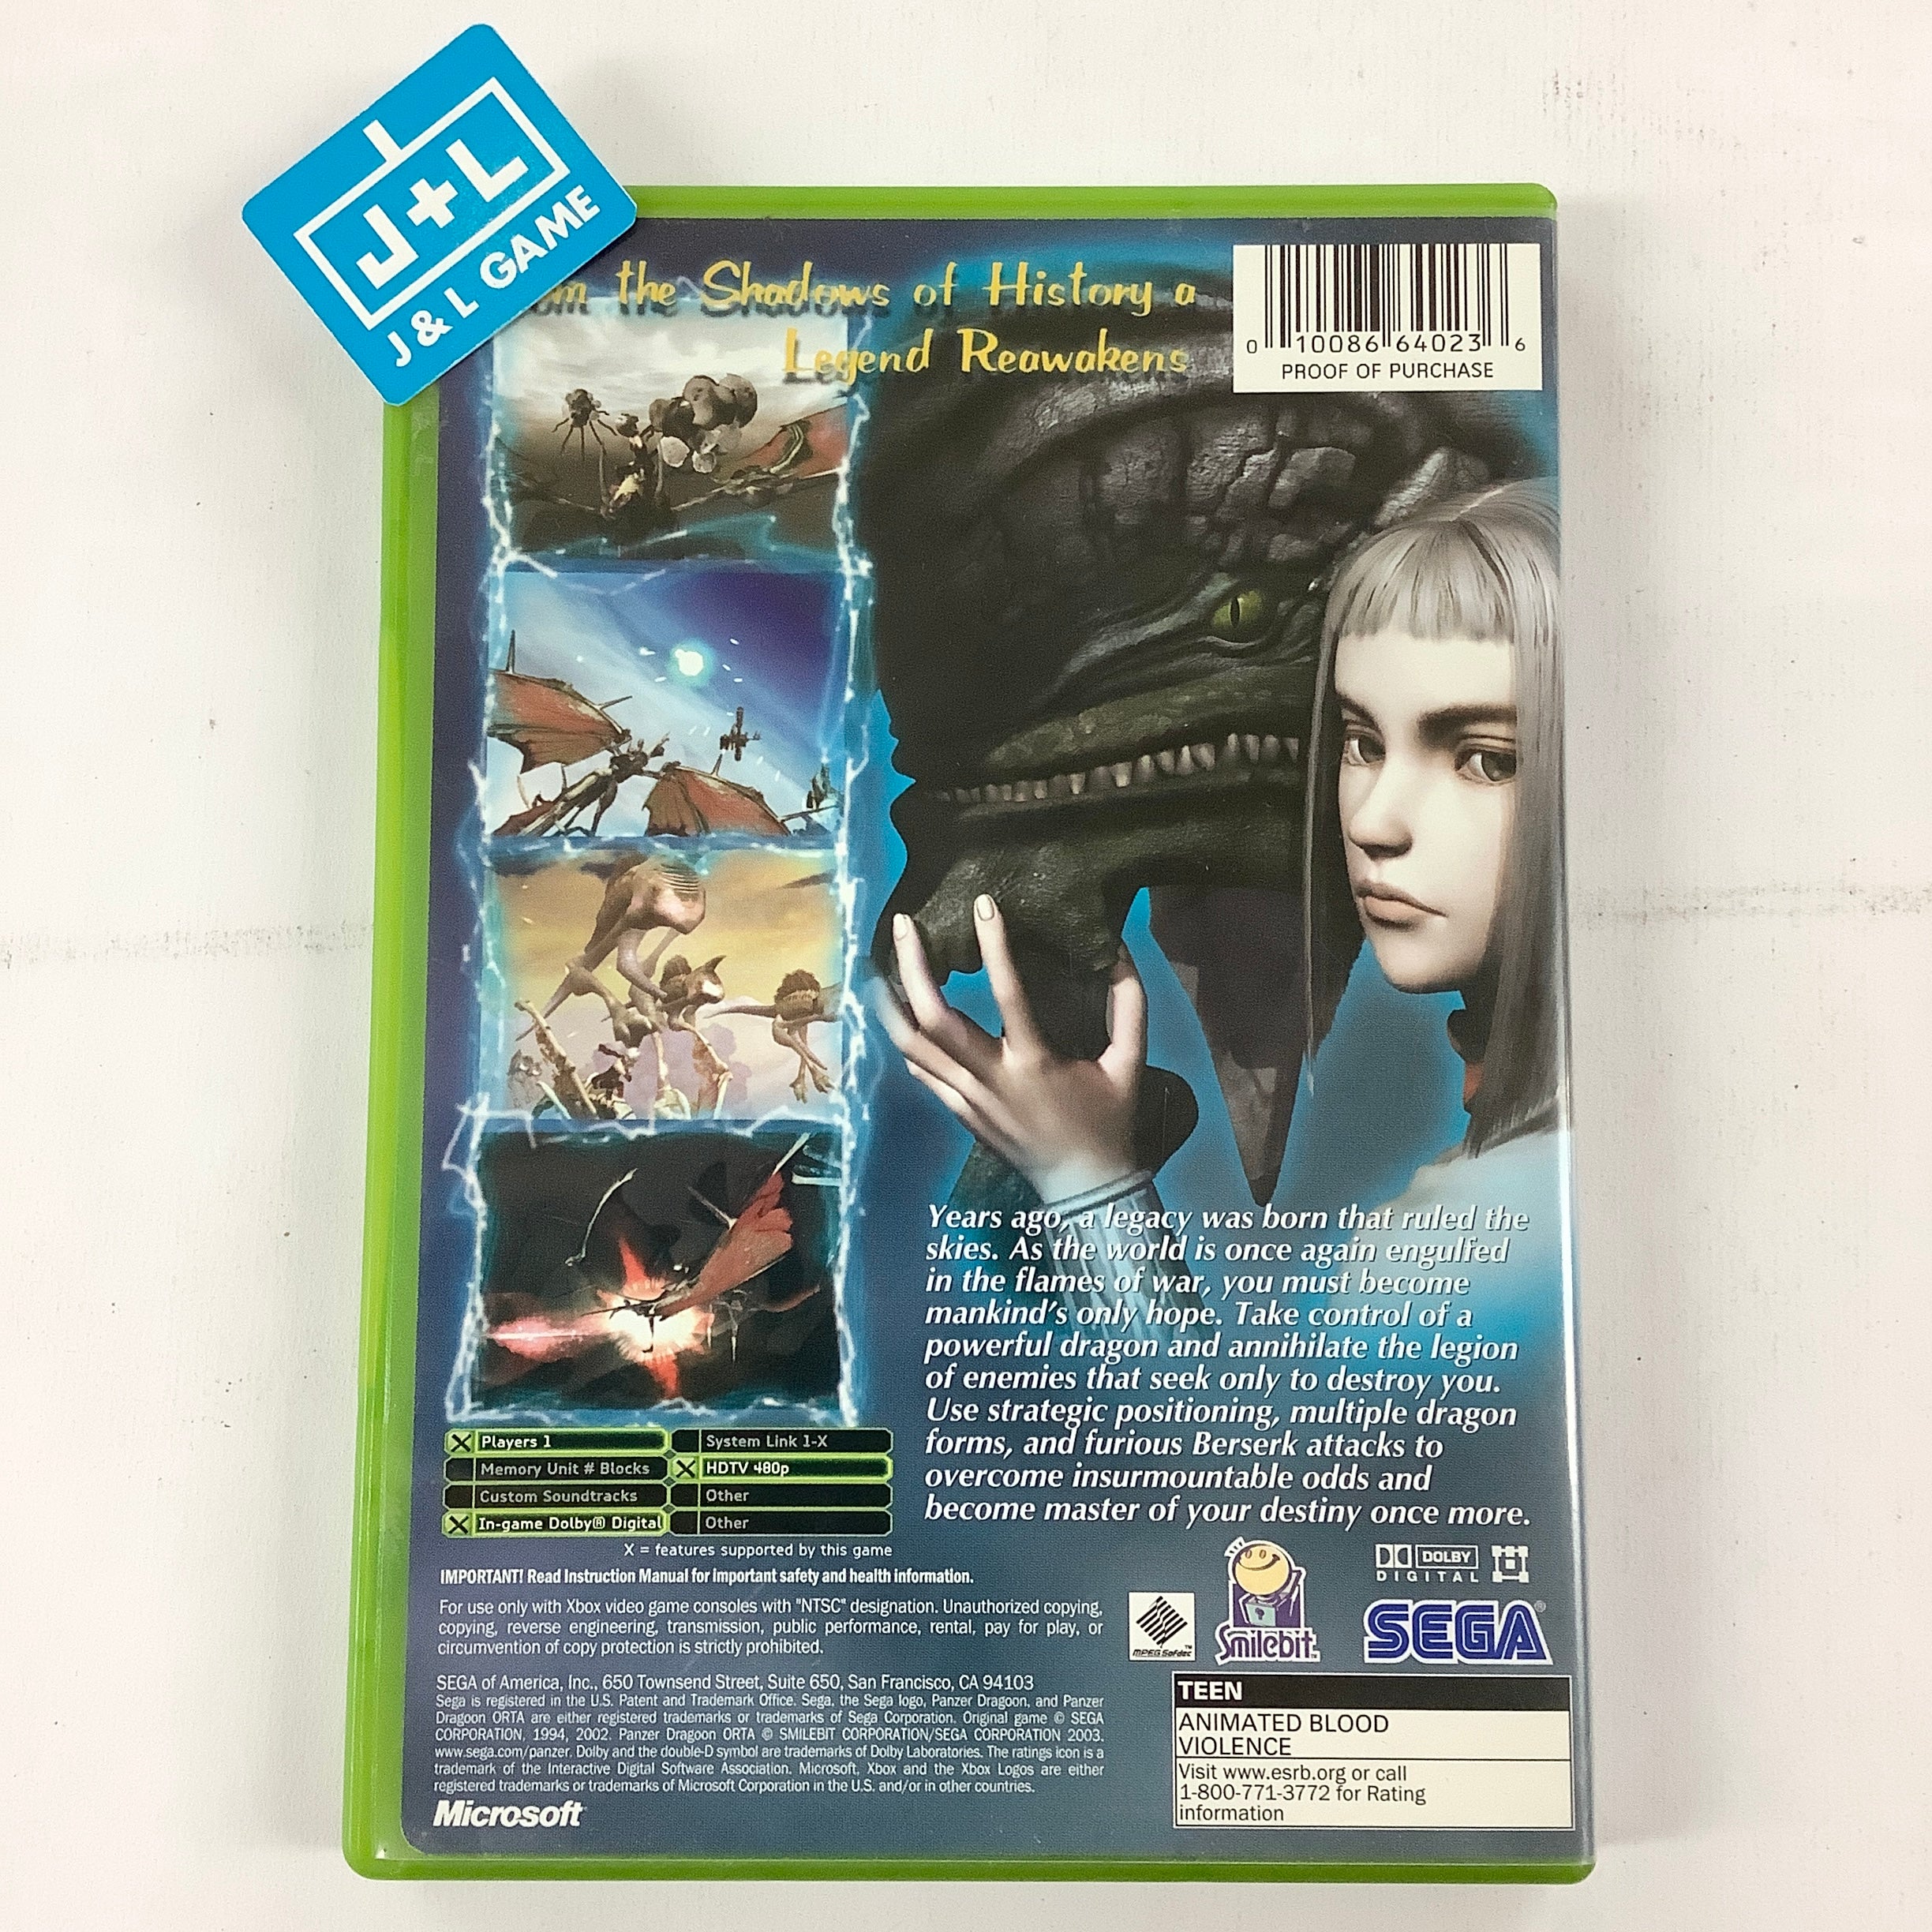 J+L
J & L GAME
the Shadows of History a
Legend Reawakens
0 10086 64023 6
PROOF OF PURCHASE
Years ago, a legacy was born that ruled the
skies. As the world is once again engulfed
in the flames of war, you must become
mankind's only hope. Take control of a
powerful dragon and annihilate the legion
of enemies that seek only to destroy you.
Use strategic positioning, multiple dragon
forms, and furious Berserk attacks to
overcome insurmountable odds and
become master of your destiny once more.
X Players 1
System Link 1-X
Memory Unit # Blocks
X HDTV 480p
Custom Soundtracks
Other
X In-game Dolby® Digital
Other
X = features supported by this game
IMPORTANT! Read Instruction Manual for important safety and health information.
For use only with Xbox video game consoles with "NTSC" designation. Unauthorized copying,
copying, reverse engineering, transmission, public performance, rental, pay for play, or
circumvention of copy protection is strictly prohibited.
SEGA of America, Inc., 650 Townsend Street, Suite 650, San Francisco, CA 94103
Sega is registered in the U.S. Patent and Trademark Office. Sega, the Sega logo, Panzer Dragoon, and Panzer
Dragoon ORTA are either registered trademarks or trademarks of Sega Corporation. Original game © SEGA
CORPORATION, 1994, 2002. Panzer Dragoon ORTA © SMILEBIT CORPORATION/SEGA CORPORATION 2003.
www.sega.com/panzer. Dolby and the double-D symbol are trademarks of Dolby Laboratories. The ratings icon is a
trademark of the Interactive Digital Software Association. Microsoft, Xbox and the Xbox Logos are either
registered trademarks or trademarks of Microsoft Corporation in the U.S. and/or in other countries.
Microsoft
MPEG Sofdec™
Smilebit™
DOLBY
DIGITAL
SEGA®
TEEN
ANIMATED BLOOD
VIOLENCE
Visit www.esrb.org or call
1-800-771-3772 for Rating
information